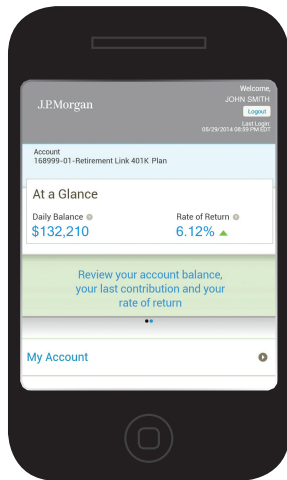 Welcome,
J.P.Morgan
JOHN SMITH
Logout
Last Login:
05/29/2014 08:59 PM EDT
Account
168999-01-Retirement Link 401K Plan
At a Glance
Daily Balance
Rate of Return
$132,210
6.12%
Review your account balance,
your last contribution and your
rate of return
My Account